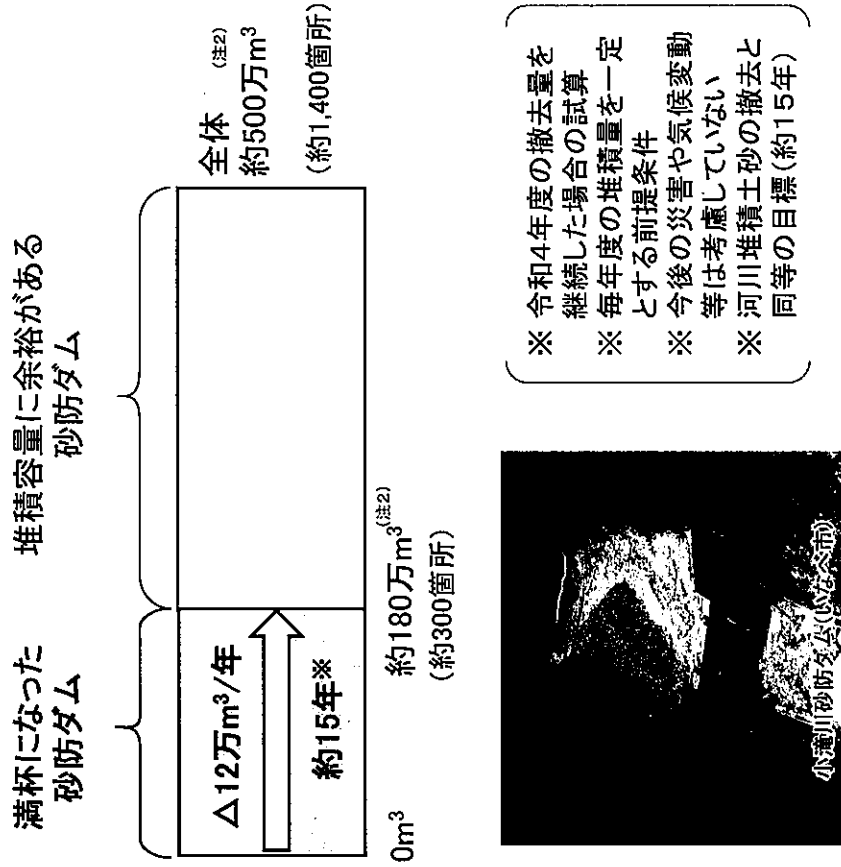 満杯になった
砂防ダム
堆積容量に余裕がある
砂防ダム
△12万m³/年
約15年※
0m³
約180万m³(注2)
(約300箇所)
全体 (注2)
約500万m³
(約1,400箇所)
小滝川砂防ダム(いなべ市)
※ 令和4年度の撤去量を
継続した場合の試算
※ 毎年度の堆積量を一定
とする前提条件
※ 今後の災害や気候変動
等は考慮していない
※ 河川堆積土砂の撤去と
同等の目標(約15年)